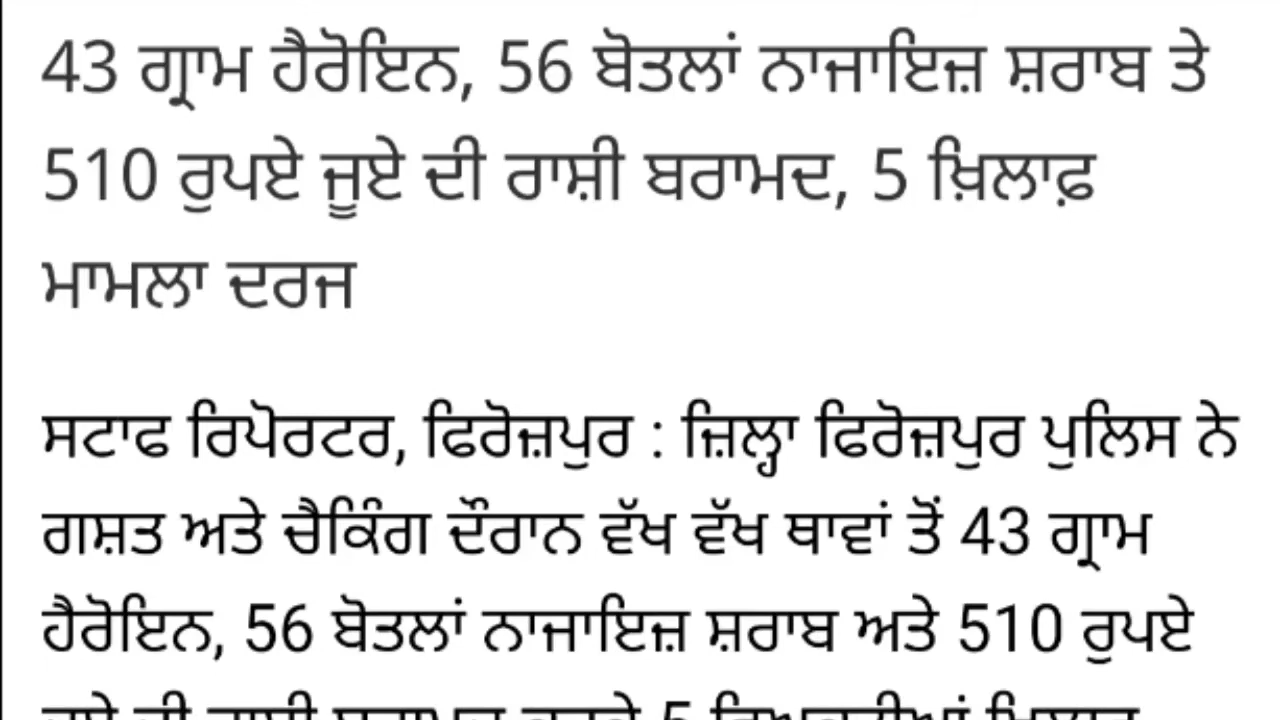 43 ਗ੍ਰਾਮ ਹੈਰੋਇਨ, 56 ਬੋਤਲਾਂ ਨਾਜਾਇਜ਼ ਸ਼ਰਾਬ ਤੇ
510 ਰੁਪਏ ਜੂਏ ਦੀ ਰਾਸ਼ੀ ਬਰਾਮਦ, 5 ਖ਼ਿਲਾਫ਼
ਮਾਮਲਾ ਦਰਜ
ਸਟਾਫ ਰਿਪੋਰਟਰ, ਫਿਰੋਜ਼ਪੁਰ : ਜ਼ਿਲ੍ਹਾ ਫਿਰੋਜ਼ਪੁਰ ਪੁਲਿਸ ਨੇ
ਗਸ਼ਤ ਅਤੇ ਚੈਕਿੰਗ ਦੌਰਾਨ ਵੱਖ ਵੱਖ ਥਾਵਾਂ ਤੋਂ 43 ਗ੍ਰਾਮ
ਹੈਰੋਇਨ, 56 ਬੋਤਲਾਂ ਨਾਜਾਇਜ਼ ਸ਼ਰਾਬ ਅਤੇ 510 ਰੁਪਏ